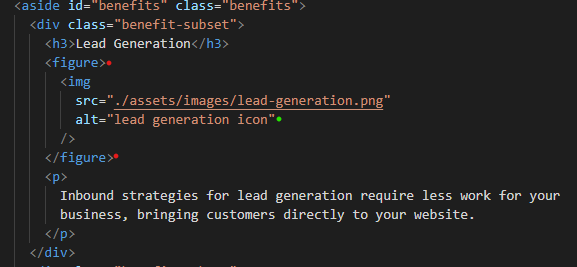 <aside id="benefits" class="benefits">
<div class="benefit-subset">
<h3>Lead Generation</h3>
<figure>
<img
src="./assets/images/lead-generation.png"
alt="lead generation icon"
/>
</figure>
<p>
Inbound strategies for lead generation require less work for your
business, bringing customers directly to your website.
</p>
</div>